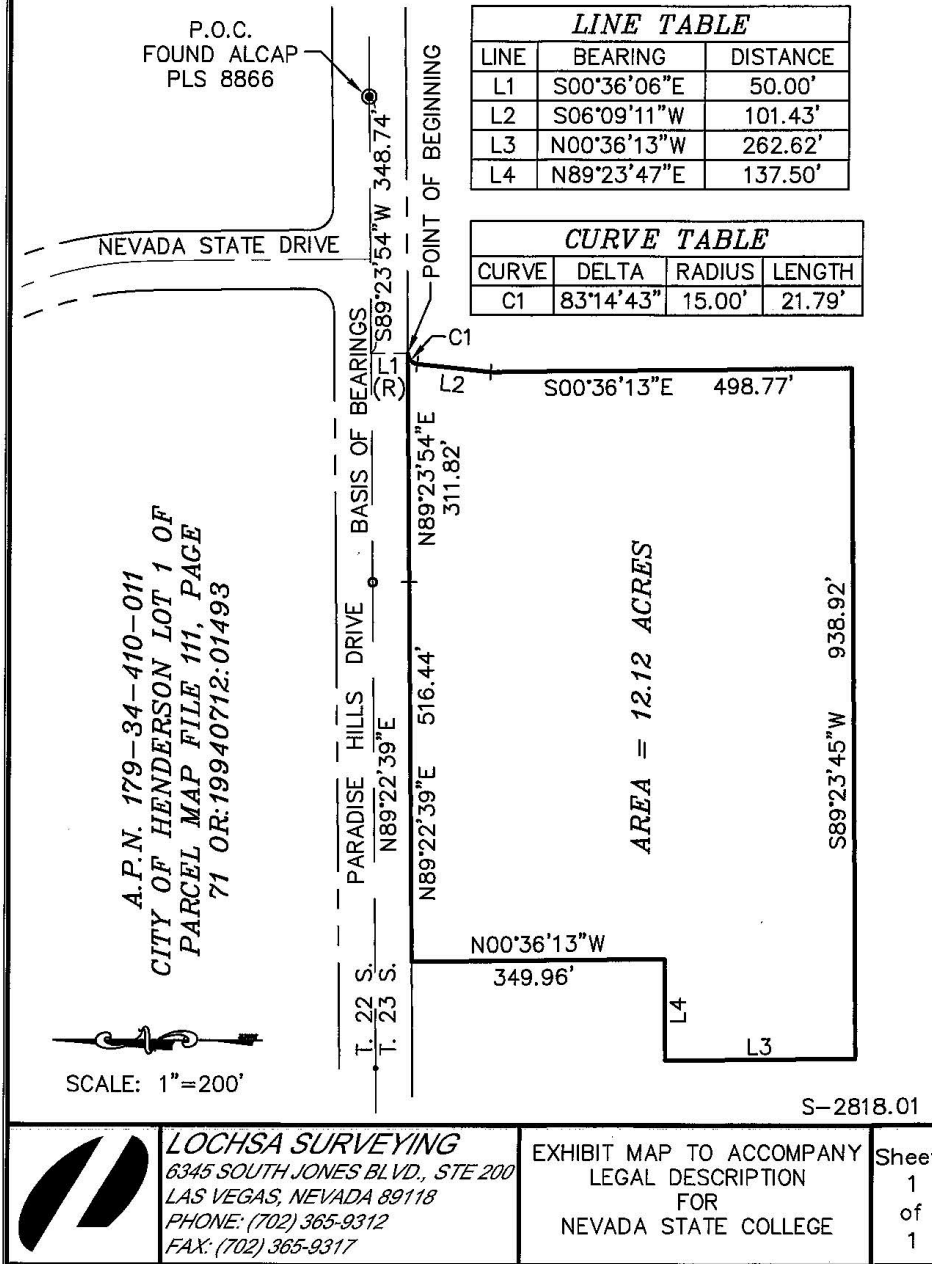 P.O.C.
FOUND ALCAP
PLS 8866
S89°23'54"W 348.74'
POINT OF BEGINNING
LINE TABLE
LINE BEARING DISTANCE
L1 S00°36'06"E 50.00'
L2 S06°09'11"W 101.43'
L3 N00°36'13"W 262.62'
L4 N89°23'47"E 137.50'
CURVE TABLE
CURVE DELTA RADIUS LENGTH
C1 83°14'43" 15.00' 21.79'
NEVADA STATE DRIVE
C1
L1
(R)
L2
S00°36'13"E 498.77'
PARADISE HILLS DRIVE BASIS OF BEARINGS
N89°22'39"E
N89°23'54"E
311.82'
N89°22'39"E 516.44'
A.P.N. 179-34-410-011
CITY OF HENDERSON LOT 1 OF
PARCEL MAP FILE 111, PAGE
71 OR:19940712:01493
AREA = 12.12 ACRES
S89°23'45"W 938.92'
N00°36'13"W
349.96'
L4
L3
T. 22 S.
T. 23 S.
SCALE: 1"=200'
S-2818.01
LOCHSA SURVEYING
6345 SOUTH JONES BLVD., STE 200
LAS VEGAS, NEVADA 89118
PHONE: (702) 365-9312
FAX: (702) 365-9317
EXHIBIT MAP TO ACCOMPANY
LEGAL DESCRIPTION
FOR
NEVADA STATE COLLEGE
Sheet
1
of
1